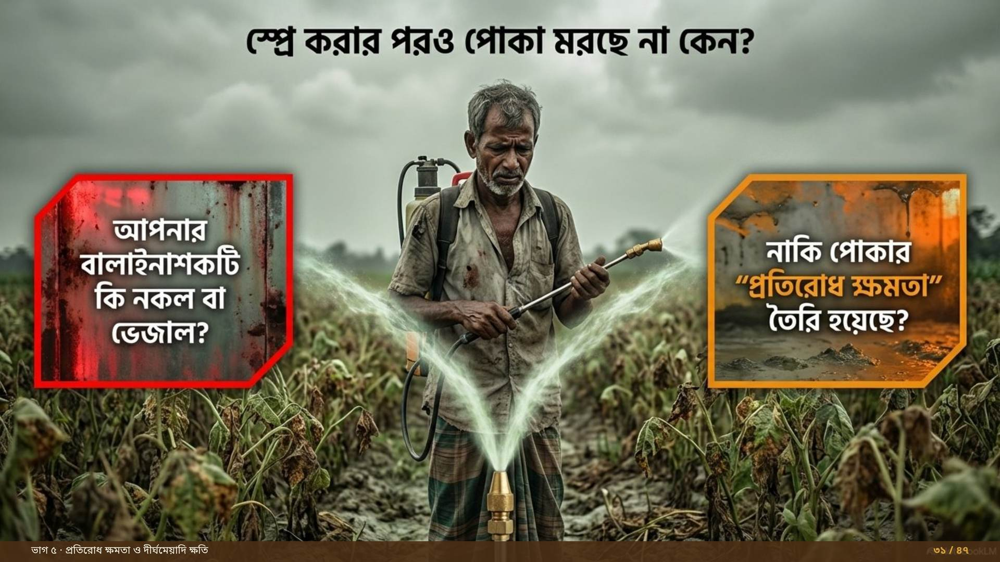 স্প্রে করার পরও পোকা মরছে না কেন?
আপনার
বালাইনাশকটি
কি নকল বা
ভেজাল?
নাকি পোকার
“প্রতিরোধ ক্ষমতা”
তৈরি হয়েছে?
ভাগ ৫ · প্রতিরোধ ক্ষমতা ও দীর্ঘমেয়াদি ক্ষতি
৩১ / ৪৭